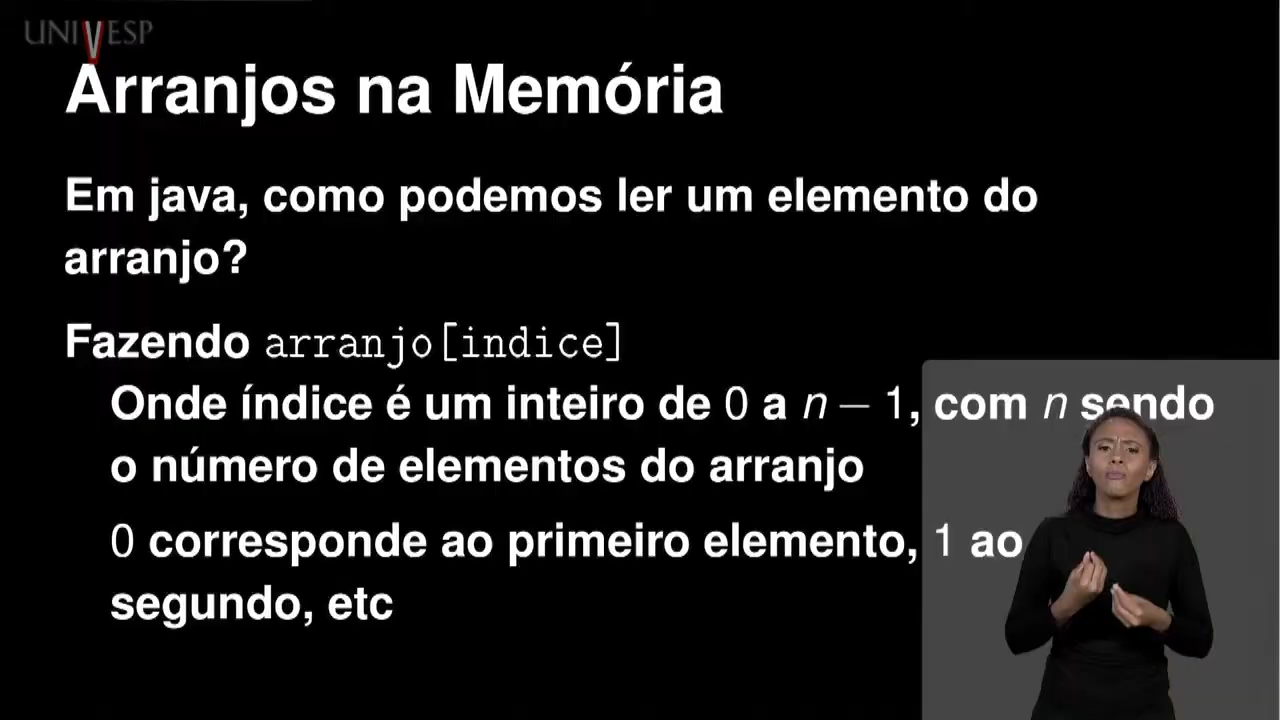 UNIVESP
Arranjos na Memória
Em java, como podemos ler um elemento do
arranjo?
Fazendo arranjo[indice]
Onde índice é um inteiro de 0 a n − 1, com n sendo
o número de elementos do arranjo
0 corresponde ao primeiro elemento, 1 ao
segundo, etc